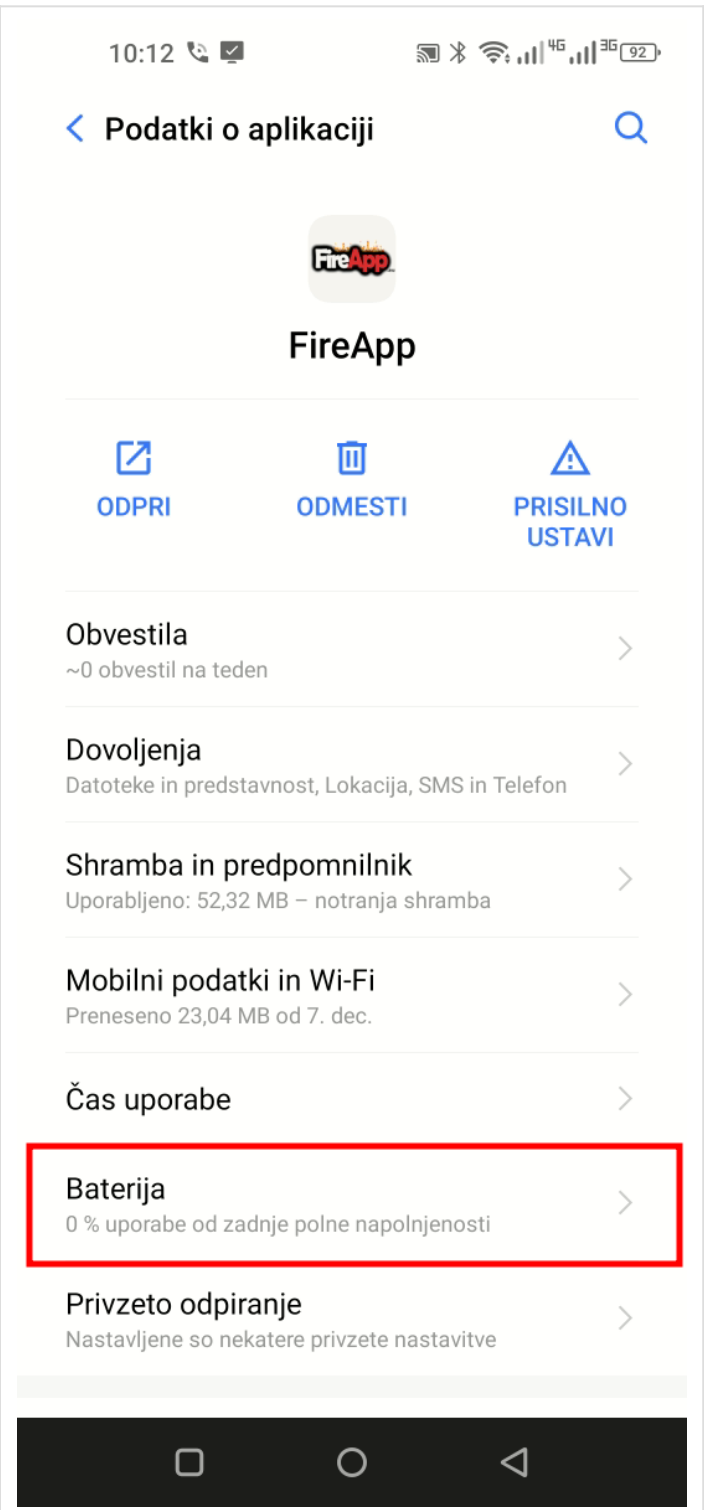 10:12 4G 3G 92
Podatki o aplikaciji
FireApp
FireApp
ODPRI ODMESTI PRISILNO
USTAVI
Obvestila
~0 obvestil na teden
Dovoljenja
Datoteke in predstavnost, Lokacija, SMS in Telefon
Shramba in predpomnilnik
Uporabljeno: 52,32 MB – notranja shramba
Mobilni podatki in Wi-Fi
Preneseno 23,04 MB od 7. dec.
Čas uporabe
Baterija
0 % uporabe od zadnje polne napolnjenosti
Privzeto odpiranje
Nastavljene so nekatere privzete nastavitve